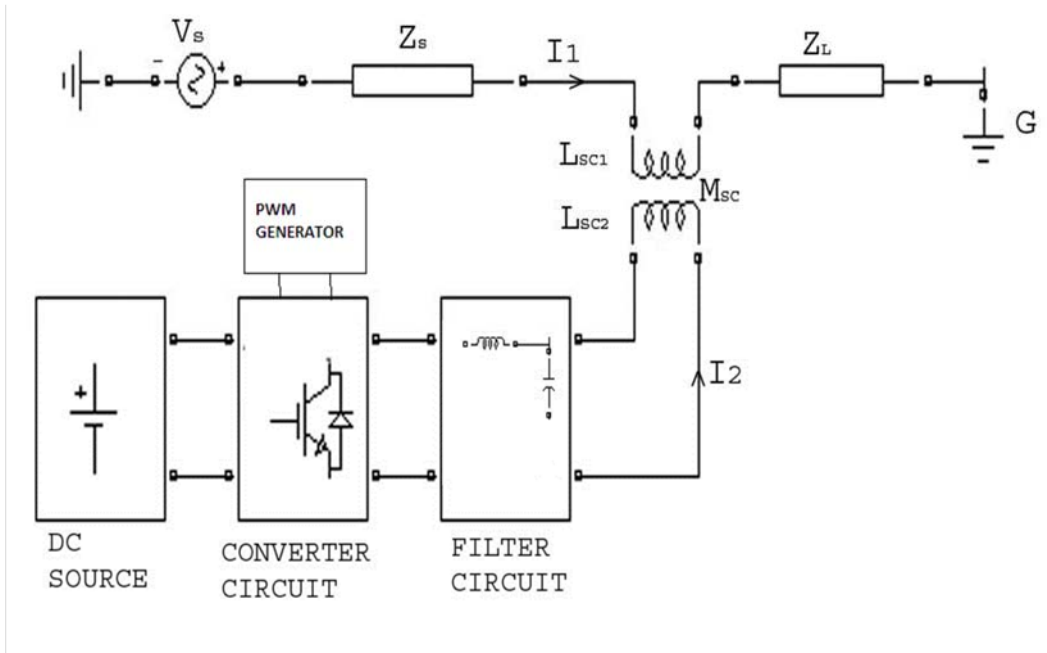 Vs
Zs
I1
ZL
- +
G
LSC1
MSC
LSC2
PWM
GENERATOR
I2
+
DC
SOURCE
CONVERTER
CIRCUIT
FILTER
CIRCUIT